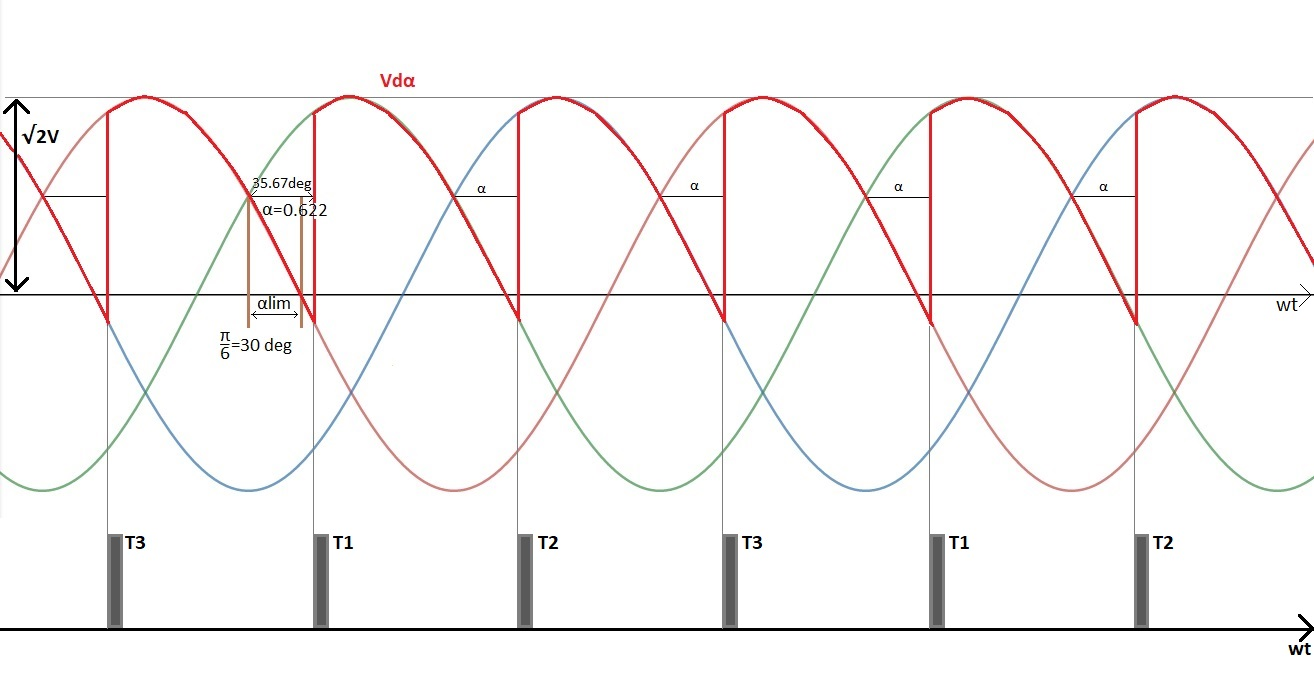 Vdα
√2V
35.67deg
α=0.622
α
α
α
α
wt
αlim
π/6=30 deg
T3
T1
T2
T3
T1
T2
wt